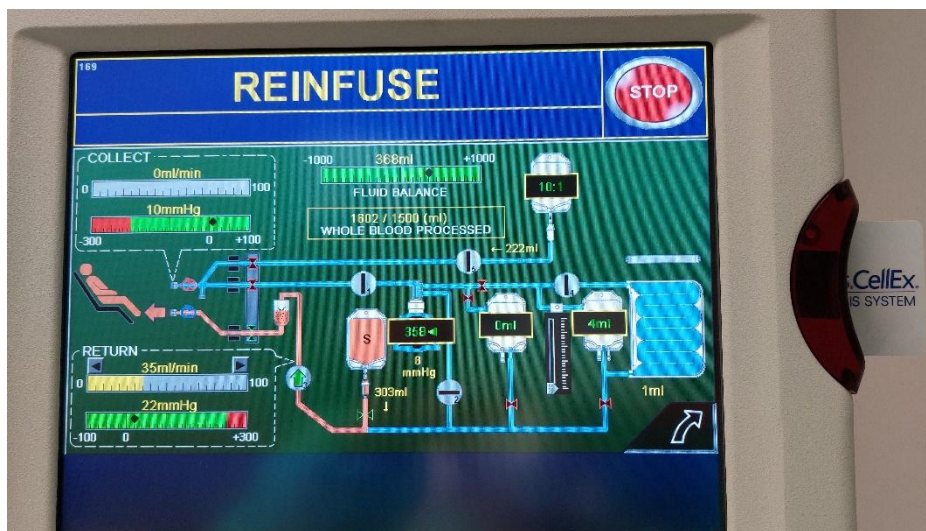 169
REINFUSE
STOP
COLLECT
0ml/min
0
100
10mmHg
-300
0
+100
-1000
368ml
+1000
FLUID BALANCE
1602 / 1500 (ml)
WHOLE BLOOD PROCESSED
10:1
← 222ml
S
358
8
mmHg
303ml
↓
0ml
4ml
1ml
RETURN
35ml/min
0
100
22mmHg
-100
0
+300
s.CellEx.
IS SYSTEM